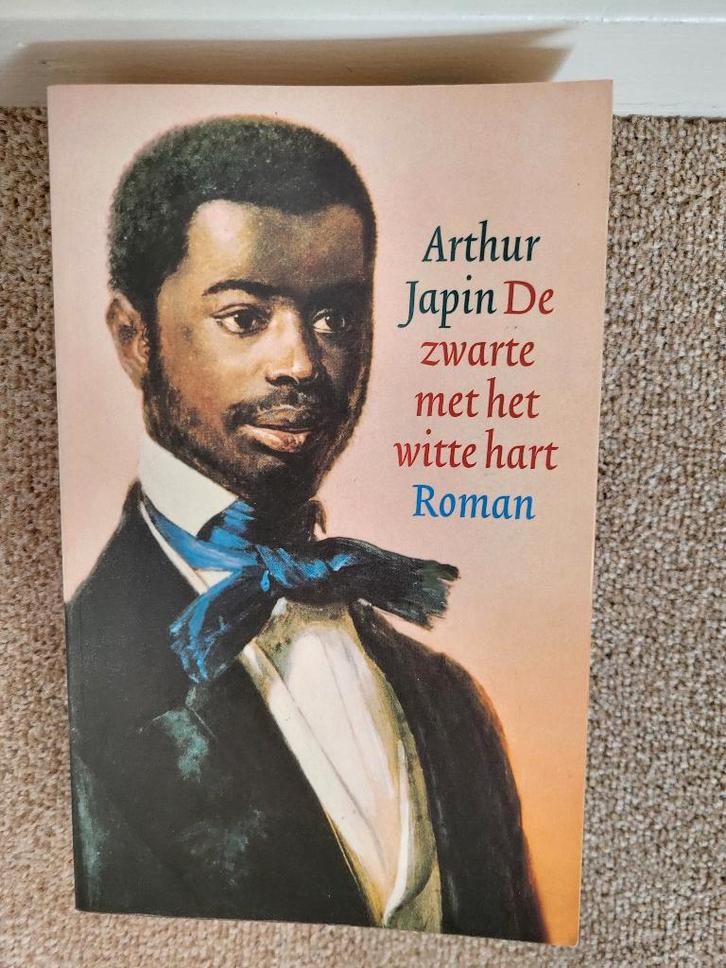 Arthur
Japin De
zwarte
met het
witte hart
Roman